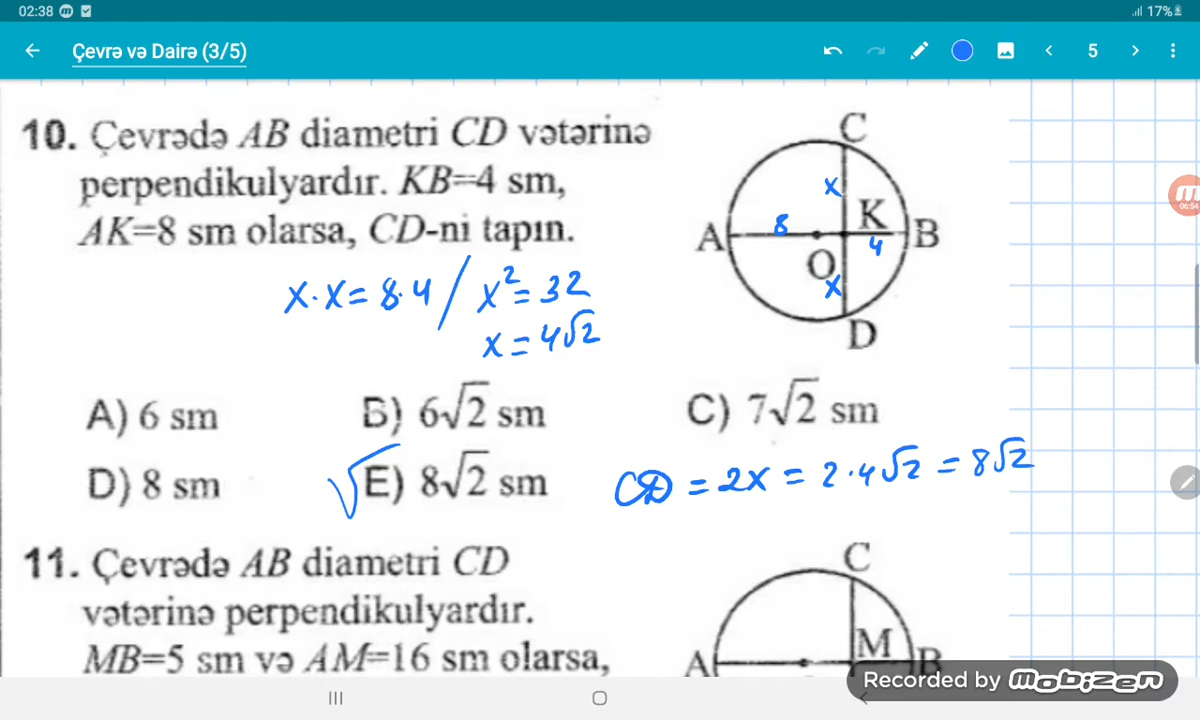 02:38
17%
Çevrə və Dairə (3/5)
5
10. Çevrədə AB diametri CD vətərinə
perpendikulyardır. KB=4 sm,
AK=8 sm olarsa, CD-ni tapın.
C
x
8
K
A
B
4
O
x
D
x·x=8·4 / x²=32
x=4√2
A) 6 sm
B) 6√2 sm
C) 7√2 sm
D) 8 sm
E) 8√2 sm
CD = 2x = 2·4√2 = 8√2
11. Çevrədə AB diametri CD
vətərinə perpendikulyardır.
MB=5 sm və AM=16 sm olarsa,
C
M
A
B
06:54
Recorded by mobizen